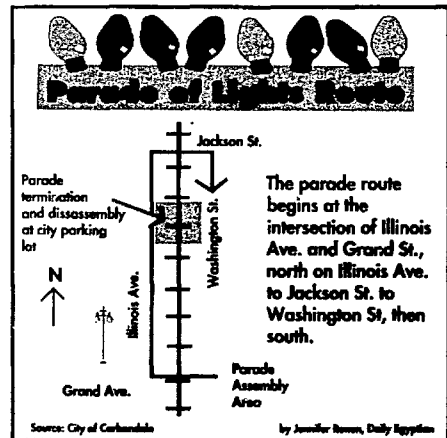 Parade of Lights Route
Jackson St.
Parade
termination
and disassembly
at city parking
lot
Washington St.
N
Illinois Ave.
The parade route
begins at the
intersection of Illinois
Ave. and Grand St.,
north on Illinois Ave.
to Jackson St. to
Washington St, then
south.
Grand Ave.
Parade
Assembly
Area
Source: City of Carbondale
by Jennifer Ronen, Daily Egyptian